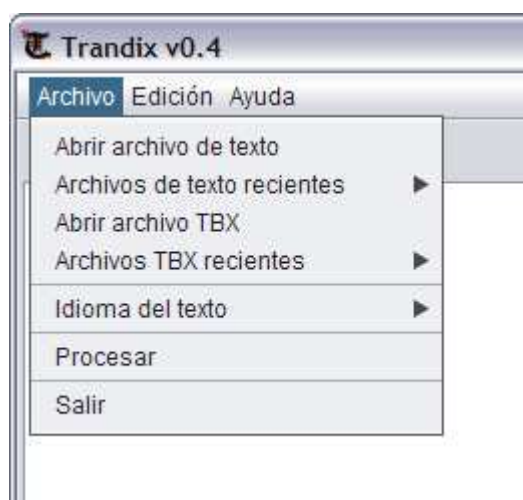 Trandix v0.4
Archivo Edición Ayuda
Abrir archivo de texto
Archivos de texto recientes
Abrir archivo TBX
Archivos TBX recientes
Idioma del texto
Procesar
Salir